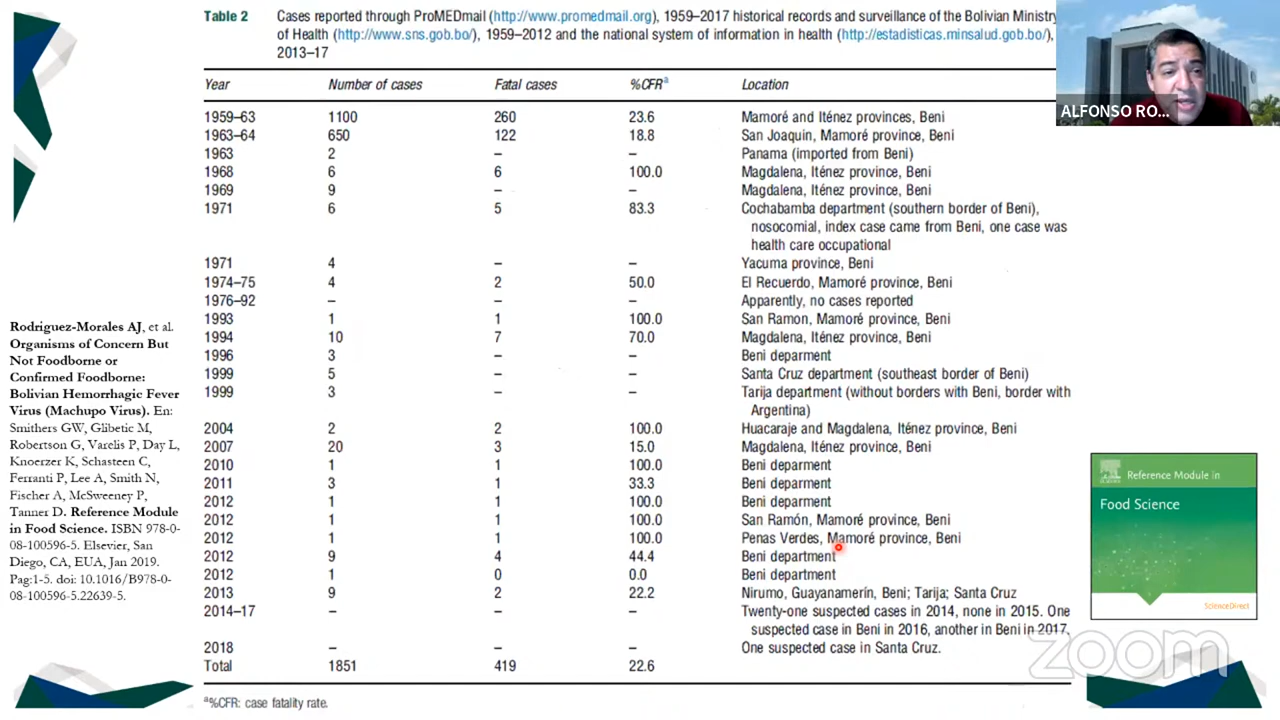 Table 2 Cases reported through ProMEDmail (http://www.promedmail.org), 1959–2017 historical records and surveillance of the Bolivian Ministry
of Health (http://www.sns.gob.bo/), 1959–2012 and the national system of information in health (http://estadisticas.minsalud.gob.bo/),
2013–17
Year Number of cases Fatal cases %CFRa Location
1959–63 1100 260 23.6 Mamoré and Iténez provinces, Beni
1963–64 650 122 18.8 San Joaquin, Mamoré province, Beni
1963 2 – – Panama (imported from Beni)
1968 6 6 100.0 Magdalena, Iténez province, Beni
1969 9 – – Magdalena, Iténez province, Beni
1971 6 5 83.3 Cochabamba department (southern border of Beni),
nosocomial, index case came from Beni, one case was
health care occupational
1971 4 – – Yacuma province, Beni
1974–75 4 2 50.0 El Recuerdo, Mamoré province, Beni
1976–92 – – – Apparently, no cases reported
1993 1 1 100.0 San Ramon, Mamoré province, Beni
1994 10 7 70.0 Magdalena, Iténez province, Beni
1996 3 – – Beni deparment
1999 5 – – Santa Cruz department (southeast border of Beni)
1999 3 – – Tarija department (without borders with Beni, border with
Argentina)
2004 2 2 100.0 Huacaraje and Magdalena, Iténez province, Beni
2007 20 3 15.0 Magdalena, Iténez province, Beni
2010 1 1 100.0 Beni deparment
2011 3 1 33.3 Beni deparment
2012 1 1 100.0 Beni deparment
2012 1 1 100.0 San Ramón, Mamoré province, Beni
2012 1 1 100.0 Penas Verdes, Mamoré province, Beni
2012 9 4 44.4 Beni department
2012 1 0 0.0 Beni department
2013 9 2 22.2 Nirumo, Guayanamerín, Beni; Tarija; Santa Cruz
2014–17 – – – Twenty-one suspected cases in 2014, none in 2015. One
suspected case in Beni in 2016, another in Beni in 2017.
2018 – – – One suspected case in Santa Cruz.
Total 1851 419 22.6
a%CFR: case fatality rate.
Rodriguez-Morales AJ, et al.
Organisms of Concern But
Not Foodborne or
Confirmed Foodborne:
Bolivian Hemorrhagic Fever
Virus (Machupo Virus). En:
Smithers GW, Glibetic M,
Robertson G, Varelis P, Day L,
Knoerzer K, Schasteen C,
Ferranti P, Lee A, Smith N,
Fischer A, McSweeney P,
Tanner D. Reference Module
in Food Science. ISBN 978-0-
08-100596-5. Elsevier, San
Diego, CA, EUA, Jan 2019.
Pag:1-5. doi: 10.1016/B978-0-
08-100596-5.22639-5.
ALFONSO RO...
Reference Module in
Food Science
ScienceDirect
zoom